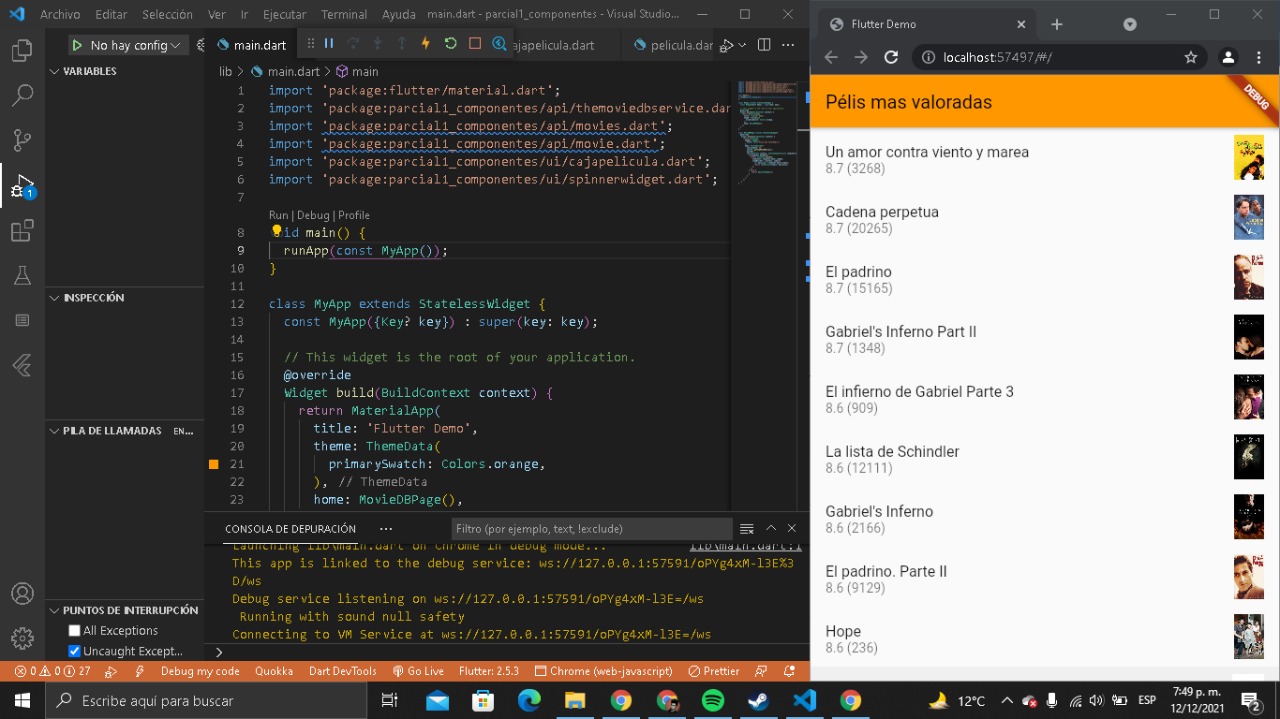 Archivo Editar Selección Ver Ir Ejecutar Terminal Ayuda main.dart - parcial1_componentes - Visual Studio...
No hay config
main.dart
ajapelicula.dart
pelicula.dart
VARIABLES
lib > main.dart > main
1 import 'package:flutter/material.dart';
2 import 'package:parcial1_componentes/api/themoviedbservice.dar
3 import 'package:parcial1_componentes/api/movies.dart';
4 import 'package:parcial1_componentes/api/movie.dart';
5 import 'package:parcial1_componentes/ui/cajapelicula.dart';
6 import 'package:parcial1_componentes/ui/spinnerwidget.dart';
7
Run | Debug | Profile
8 id main() {
9 runApp(const MyApp());
10 }
11
12 class MyApp extends StatelessWidget {
13 const MyApp({Key? key}) : super(key: key);
14
15 // This widget is the root of your application.
16 @override
17 Widget build(BuildContext context) {
18 return MaterialApp(
19 title: 'Flutter Demo',
20 theme: ThemeData(
21 primarySwatch: Colors.orange,
22 ), // ThemeData
23 home: MovieDBPage(),
INSPECCIÓN
PILA DE LLAMADAS EN...
PUNTOS DE INTERRUPCIÓN
All Exceptions
Uncaught Except...
1
CONSOLA DE DEPURACIÓN ... Filtro (por ejemplo, text, !exclude)
Launching lib\main.dart on Chrome in debug mode... lib\main.dart:1
This app is linked to the debug service: ws://127.0.0.1:57591/oPYg4xM-l3E%3
D/ws
Debug service listening on ws://127.0.0.1:57591/oPYg4xM-l3E=/ws
Running with sound null safety
Connecting to VM Service at ws://127.0.0.1:57591/oPYg4xM-l3E=/ws
>
0 0 27 Debug my code Quokka Dart DevTools Go Live Flutter: 2.5.3 Chrome (web-javascript) Prettier
Flutter Demo
localhost:57497/#/
Pélis mas valoradas
DEBUG
Un amor contra viento y marea
8.7 (3268)
Cadena perpetua
8.7 (20265)
El padrino
8.7 (15165)
Gabriel's Inferno Part II
8.7 (1348)
El infierno de Gabriel Parte 3
8.6 (909)
La lista de Schindler
8.6 (12111)
Gabriel's Inferno
8.6 (2166)
El padrino. Parte II
8.6 (9129)
Hope
8.6 (236)
Escribe aquí para buscar
12°C
ESP
7:49 p. m.
12/12/2021
2